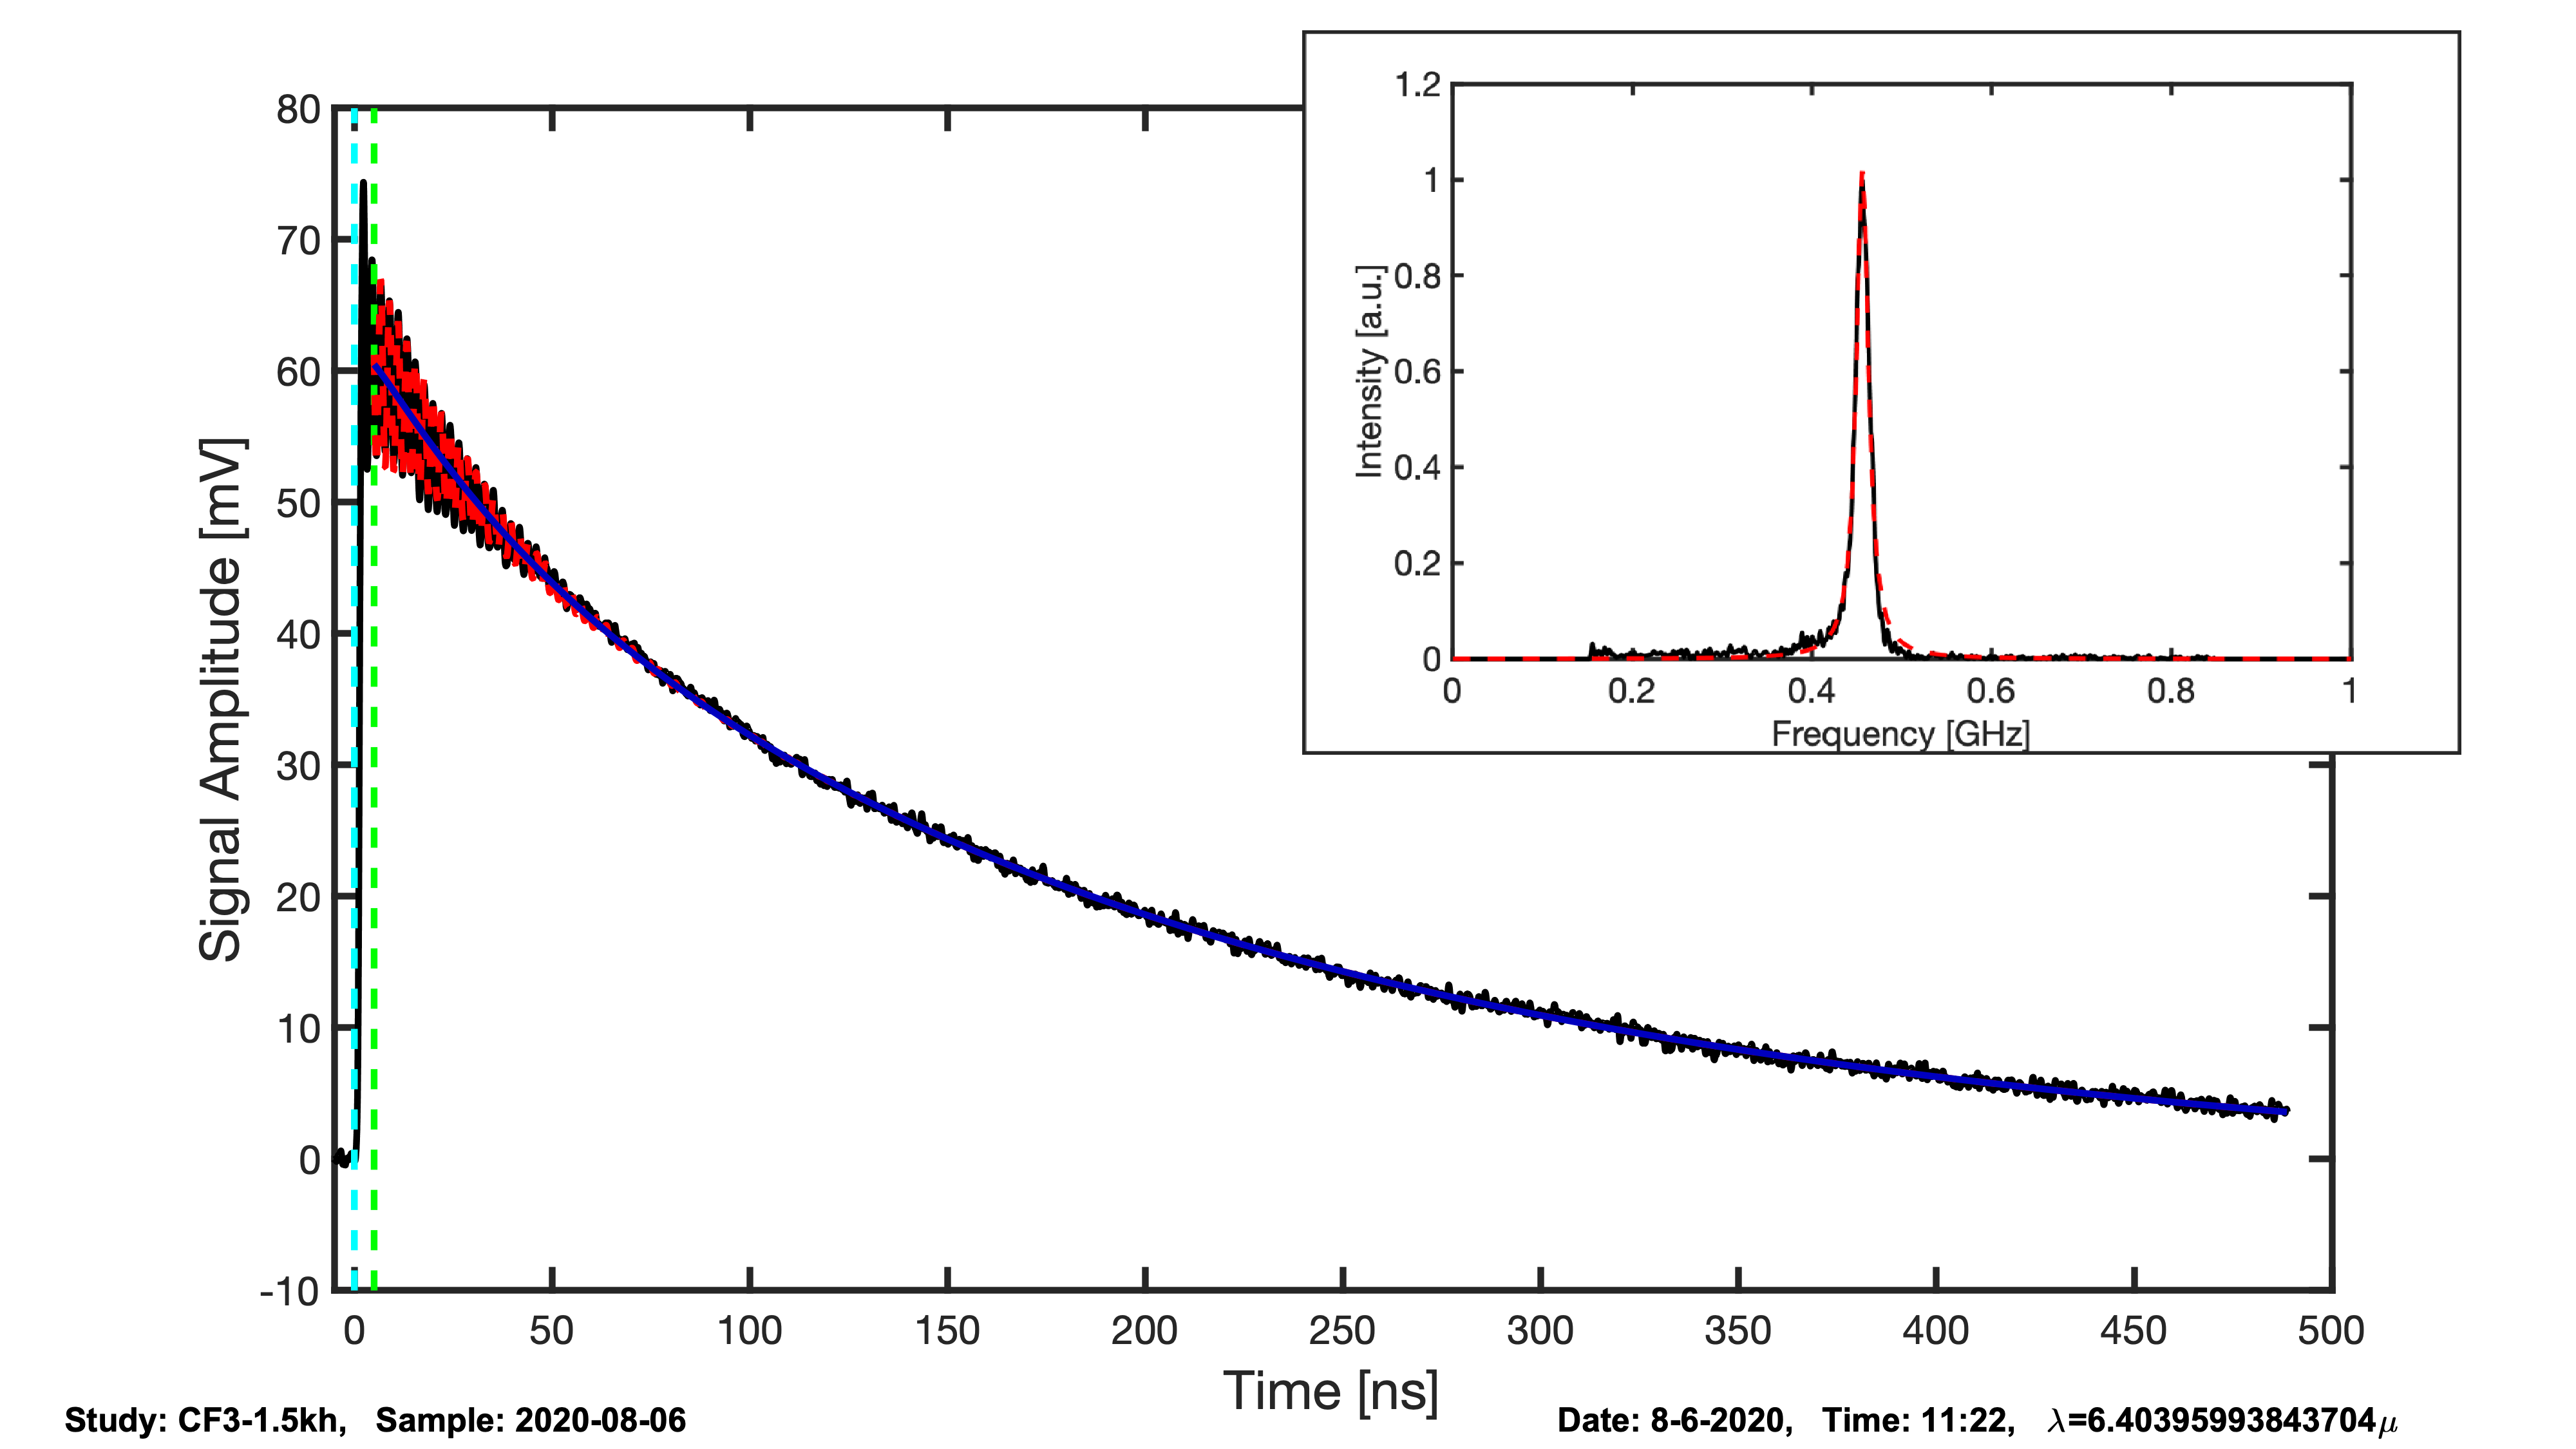 80
70
60
50
40
30
20
10
0
-10
Signal Amplitude [mV]
0 50 100 150 200 250 300 350 400 450 500
Time [ns]
1.2
1
0.8
0.6
0.4
0.2
0
Intensity [a.u.]
0 0.2 0.4 0.6 0.8 1
Frequency [GHz]
Study: CF3-1.5kh, Sample: 2020-08-06
Date: 8-6-2020, Time: 11:22, λ=6.40395993843704μ